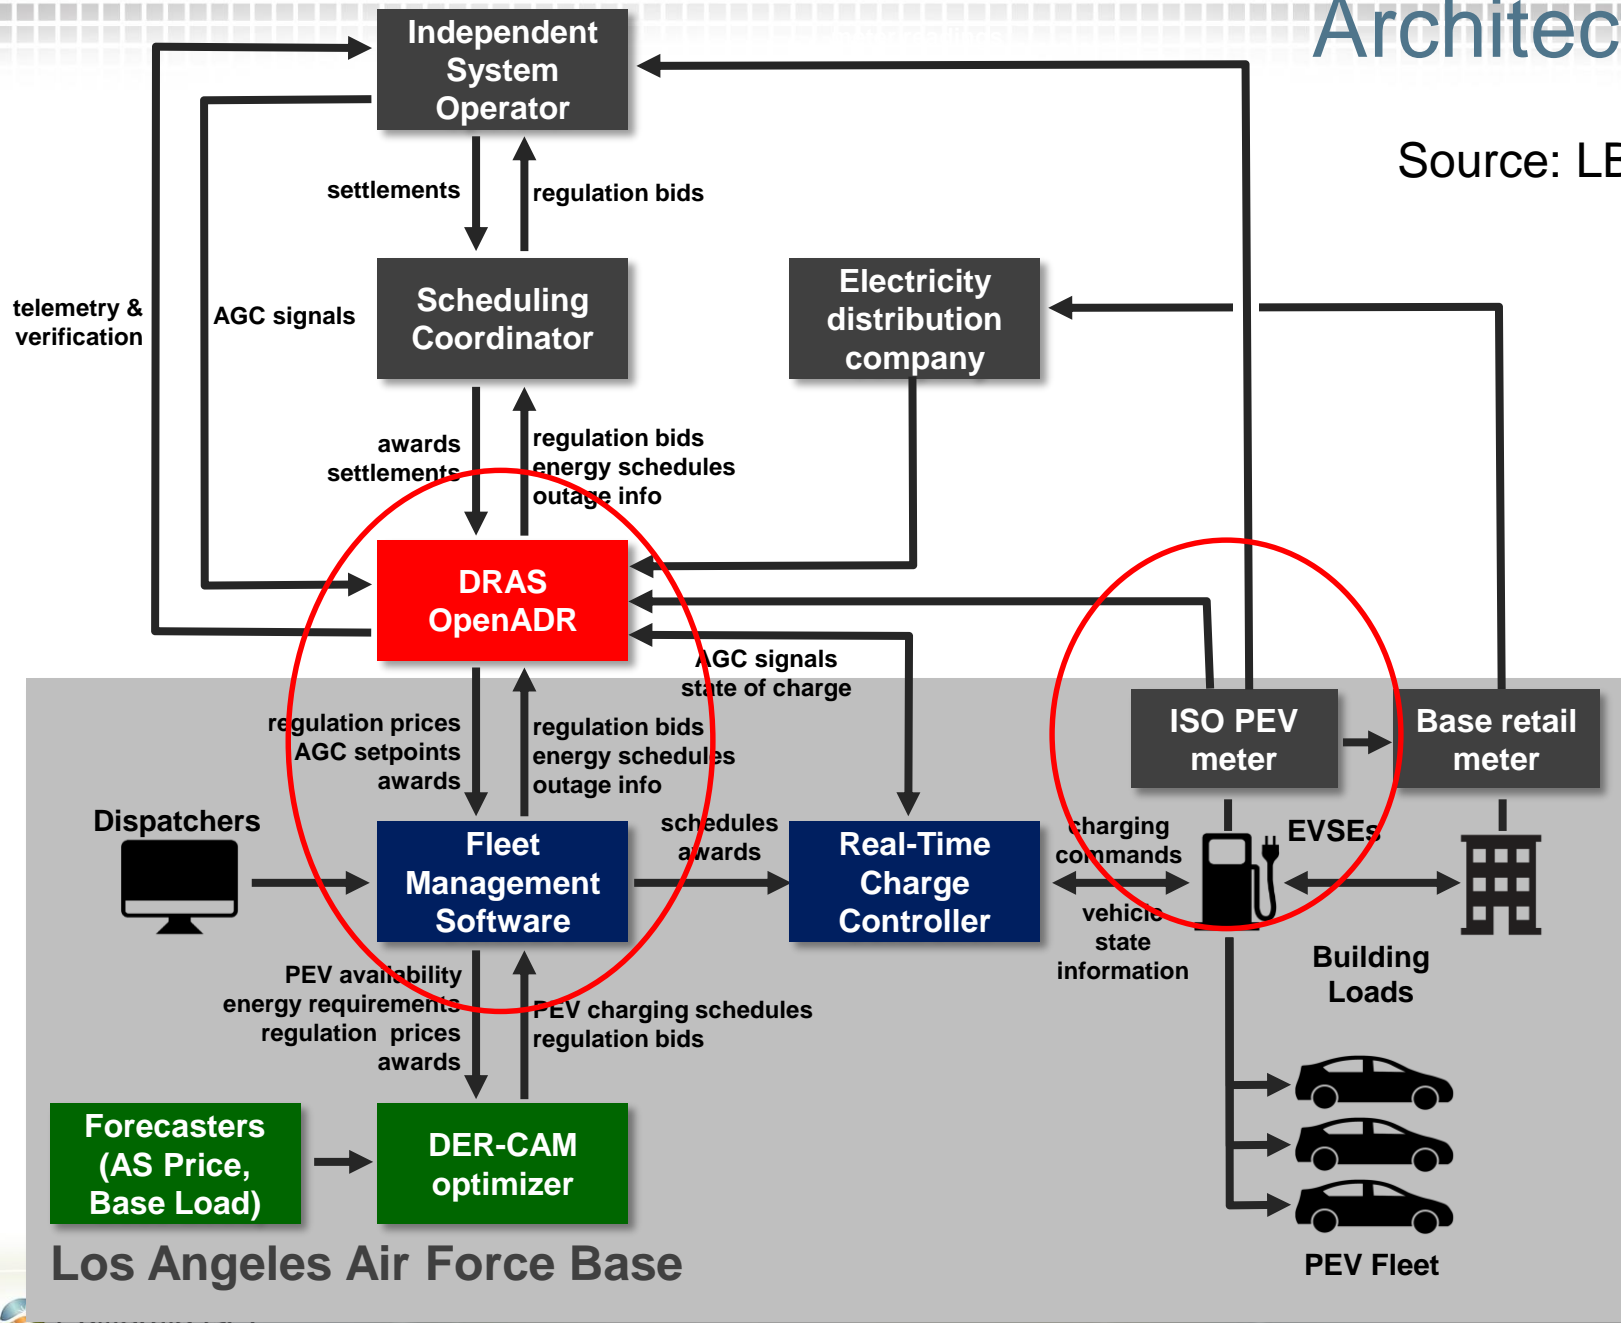 Architec
Source: LB
Independent
System
Operator
settlements
regulation bids
telemetry &
verification
AGC signals
Scheduling
Coordinator
Electricity
distribution
company
awards
settlements
regulation bids
energy schedules
outage info
DRAS
OpenADR
AGC signals
state of charge
regulation prices
AGC setpoints
awards
regulation bids
energy schedules
outage info
ISO PEV
meter
Base retail
meter
Dispatchers
Fleet
Management
Software
schedules
awards
Real-Time
Charge
Controller
charging
commands
EVSEs
vehicle
state
information
Building
Loads
PEV availability
energy requirements
regulation prices
awards
PEV charging schedules
regulation bids
Forecasters
(AS Price,
Base Load)
DER-CAM
optimizer
PEV Fleet
Los Angeles Air Force Base